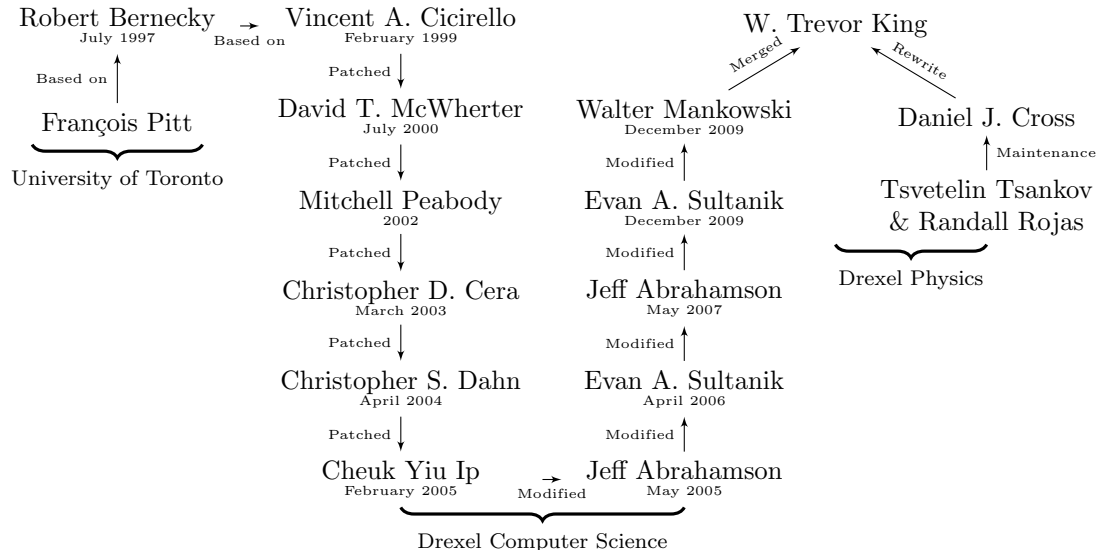 Robert Bernecky
July 1997
Based on
François Pitt
University of Toronto
Based on
Vincent A. Cicirello
February 1999
Patched
David T. McWherter
July 2000
Patched
Mitchell Peabody
2002
Patched
Christopher D. Cera
March 2003
Patched
Christopher S. Dahn
April 2004
Patched
Cheuk Yiu Ip
February 2005
Modified
Jeff Abrahamson
May 2005
Modified
Evan A. Sultanik
April 2006
Modified
Jeff Abrahamson
May 2007
Modified
Evan A. Sultanik
December 2009
Modified
Walter Mankowski
December 2009
Merged
W. Trevor King
Rewrite
Daniel J. Cross
Maintenance
Tsvetelin Tsankov
& Randall Rojas
Drexel Physics
Drexel Computer Science